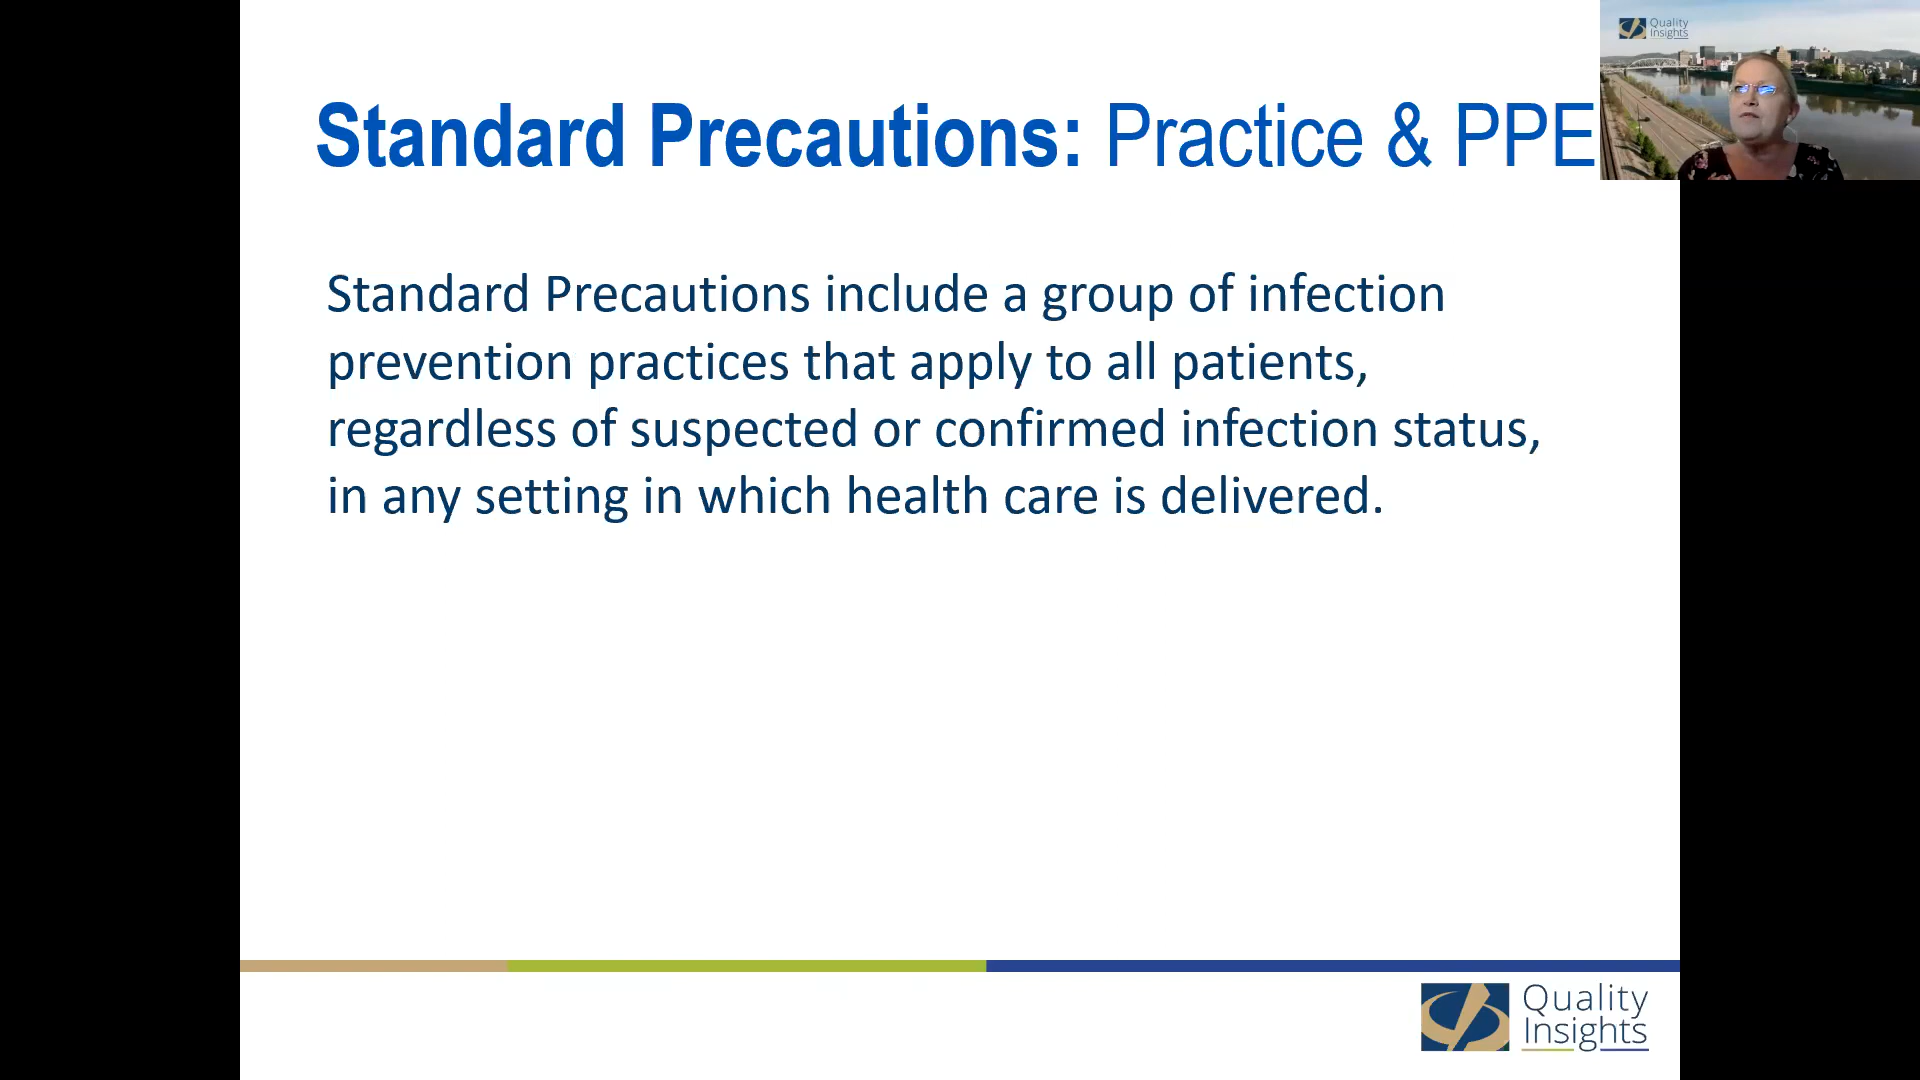 Quality
Insights
Standard Precautions: Practice & PPE
Standard Precautions include a group of infection
prevention practices that apply to all patients,
regardless of suspected or confirmed infection status,
in any setting in which health care is delivered.
Quality
Insights